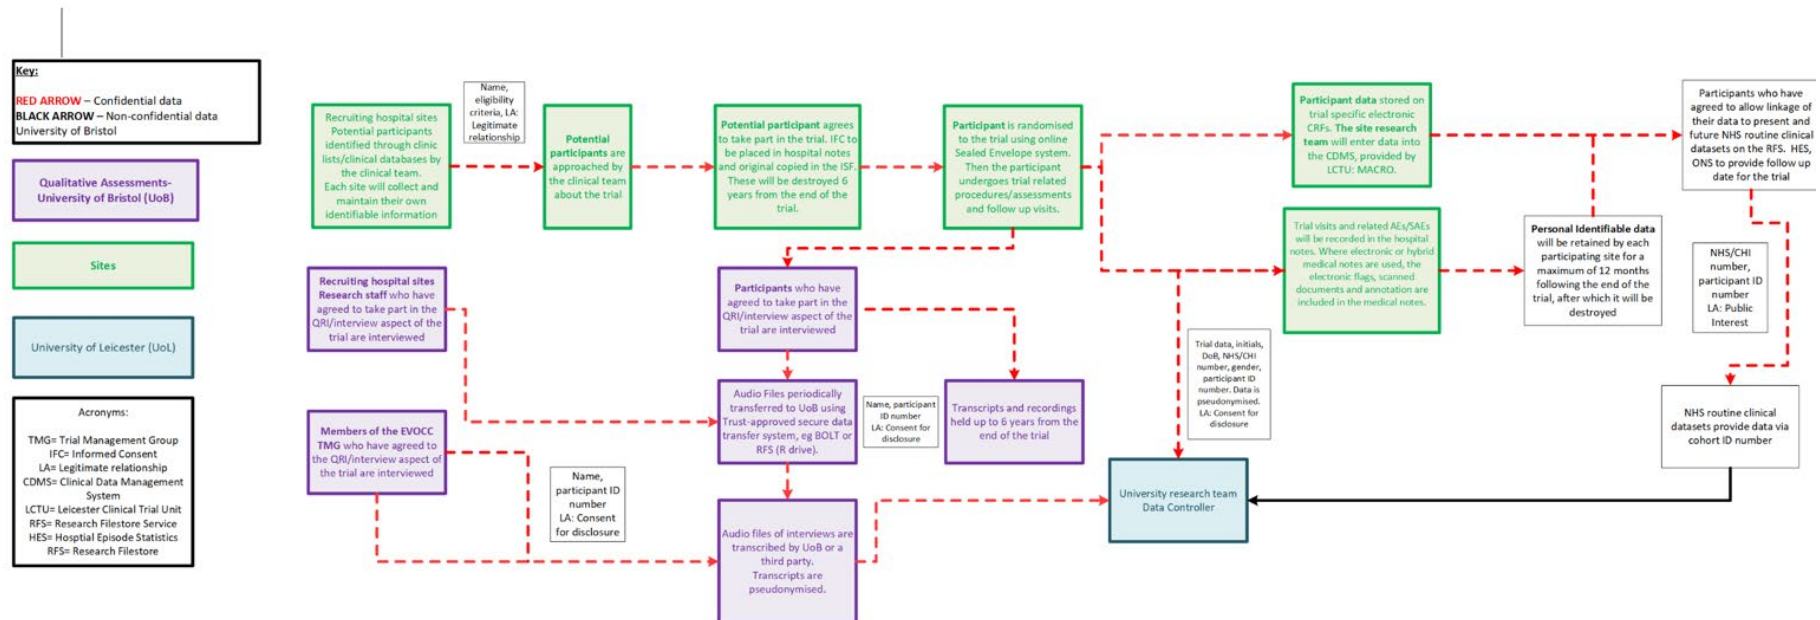 Key:
RED ARROW – Confidential data
BLACK ARROW – Non-confidential data
University of Bristol
Qualitative Assessments-
University of Bristol (UoB)
Sites
University of Leicester (UoL)
Acronyms:
TMG= Trial Management Group
IFC= Informed Consent
LA= Legitimate relationship
CDMS= Clinical Data Management
System
LCTU= Leicester Clinical Trial Unit
RFS= Research Filestore Service
HES= Hosptial Episode Statistics
RFS= Research Filestore
Recruiting hospital sites
Potential participants
identified through clinic
lists/clinical databases by
the clinical team.
Each site will collect and
maintain their own
identifiable information
Name,
eligibility
criteria, LA:
Legitimate
relationship
Potential
participants are
approached by
the clinical team
about the trial
Potential participant agrees
to take part in the trial. IFC to
be placed in hospital notes
and original copied in the ISF.
These will be destroyed 6
years from the end of the
trial.
Participant is randomised
to the trial using online
Sealed Envelope system.
Then the participant
undergoes trial related
procedures/assessments
and follow up visits.
Participant data stored on
trial specific electronic
CRFs. The site research
team will enter data into
the CDMS, provided by
LCTU: MACRO.
Participants who have
agreed to allow linkage of
their data to present and
future NHS routine clinical
datasets on the RFS. HES,
ONS to provide follow up
date for the trial
Trial visits and related AEs/SAEs
will be recorded in the hospital
notes. Where electronic or hybrid
medical notes are used, the
electronic flags, scanned
documents and annotation are
included in the medical notes.
Personal Identifiable data
will be retained by each
participating site for a
maximum of 12 months
following the end of the
trial, after which it will be
destroyed
NHS/CHI
number,
participant ID
number
LA: Public
Interest
Recruiting hospital sites
Research staff who have
agreed to take part in the
QRI/interview aspect of
the trial are interviewed
Participants who have
agreed to take part in the
QRI/interview aspect of
the trial are interviewed
Trial data, initials,
DoB, NHS/CHI
number, gender,
participant ID
number. Data is
pseudonymised.
LA: Consent for
disclosure
Audio Files periodically
transferred to UoB using
Trust-approved secure data
transfer system, eg BOLT or
RFS (R drive).
Name, participant
ID number
LA: Consent for
disclosure
Transcripts and recordings
held up to 6 years from the
end of the trial
NHS routine clinical
datasets provide data via
cohort ID number
Members of the EVOCC
TMG who have agreed to
the QRI/interview aspect of
the trial are interviewed
Name,
participant ID
number
LA: Consent
for disclosure
University research team
Data Controller
Audio files of interviews are
transcribed by UoB or a
third party.
Transcripts are
pseudonymised.